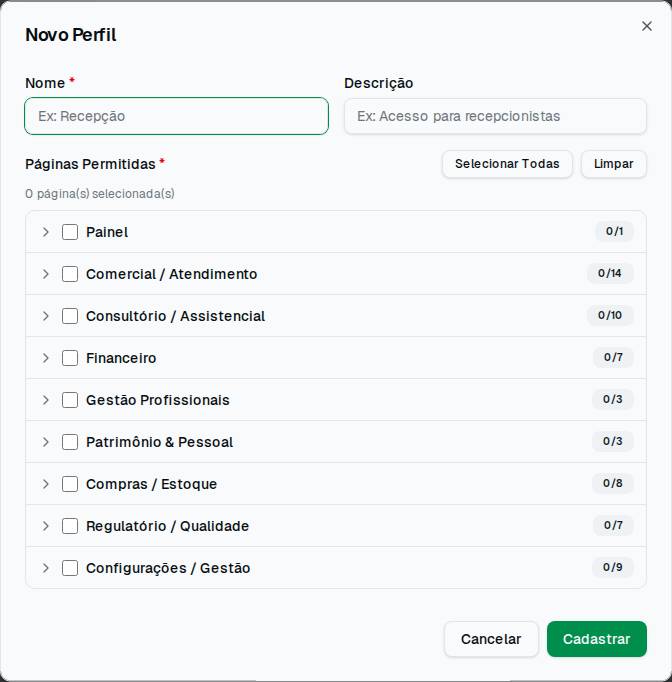 Novo Perfil
Nome *
Descrição
Ex: Recepção
Ex: Acesso para recepcionistas
Páginas Permitidas *
Selecionar Todas
Limpar
0 página(s) selecionada(s)
Painel 0/1
Comercial / Atendimento 0/14
Consultório / Assistencial 0/10
Financeiro 0/7
Gestão Profissionais 0/3
Patrimônio & Pessoal 0/3
Compras / Estoque 0/8
Regulatório / Qualidade 0/7
Configurações / Gestão 0/9
Cancelar
Cadastrar